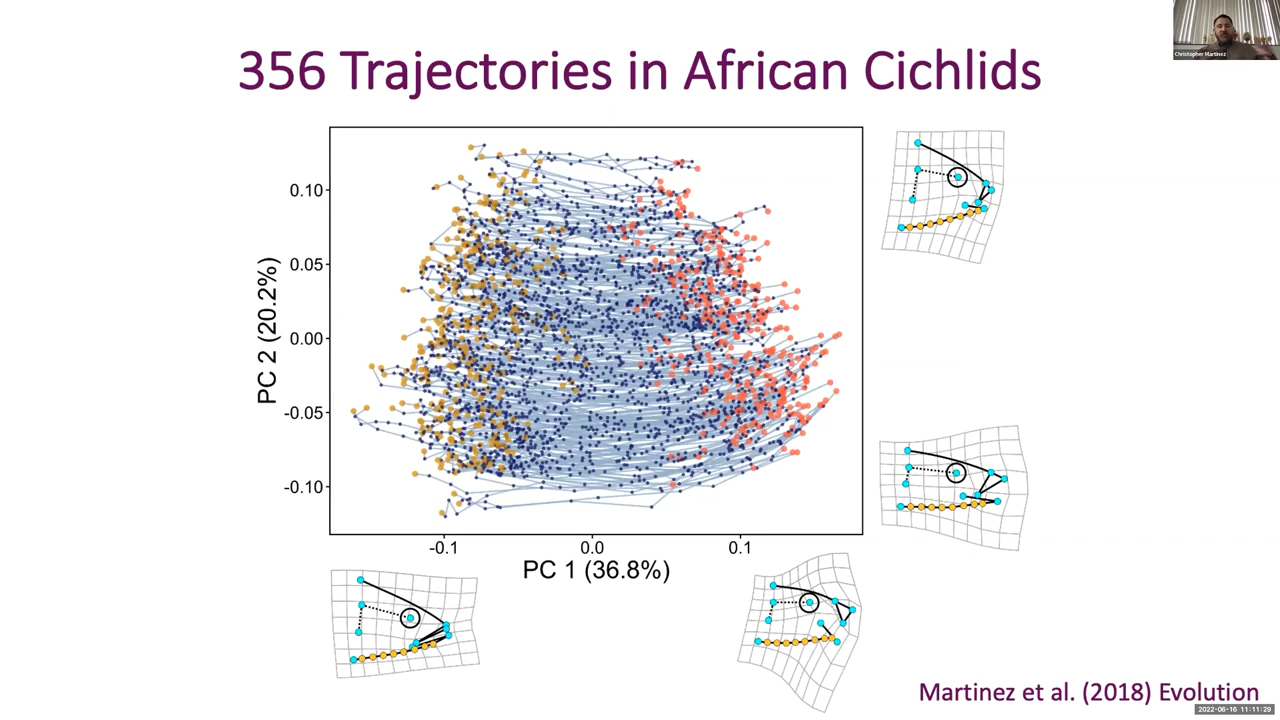 Christopher Martinez
356 Trajectories in African Cichlids
PC 2 (20.2%)
0.10
0.05
0.00
-0.05
-0.10
-0.1
0.0
0.1
PC 1 (36.8%)
Martinez et al. (2018) Evolution
2022-06-16 11:11:29